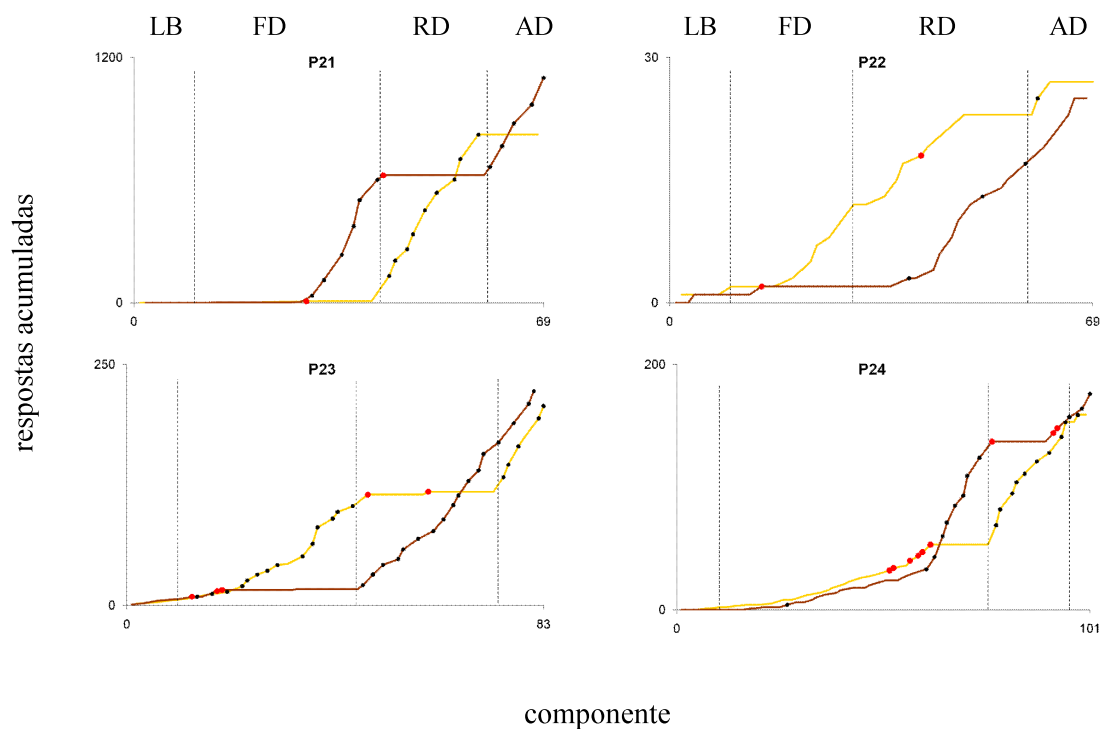 LB FD RD AD LB FD RD AD
P21 P22
1200 30
0 0
0 69 0 69
P23 P24
250 200
0 0
0 83 0 101
respostas acumuladas
componente